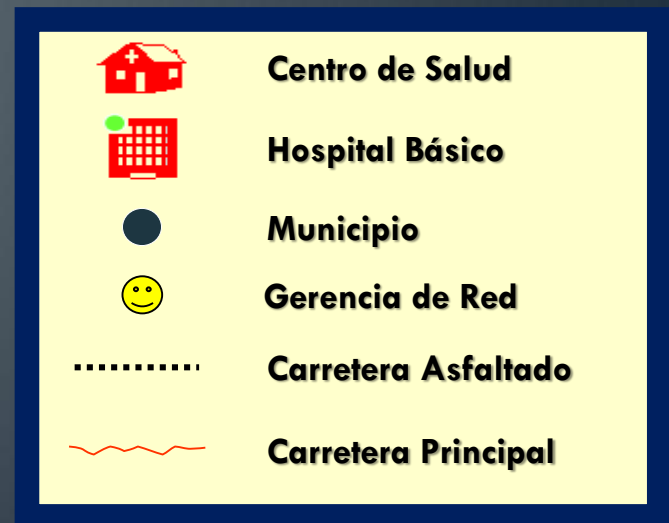 Centro de Salud
Hospital Básico
Municipio
Gerencia de Red
Carretera Asfaltado
Carretera Principal